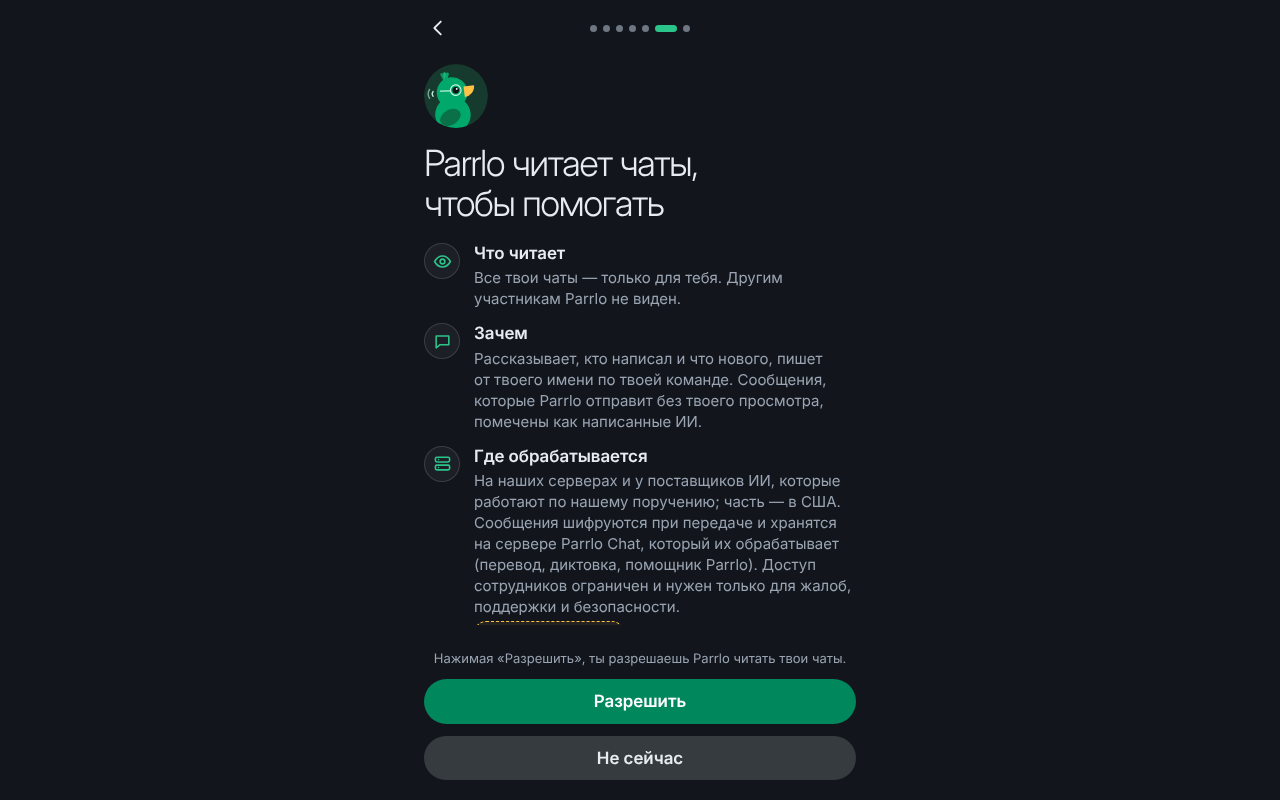 Parrlo читает чаты,
чтобы помогать
Что читает
Все твои чаты — только для тебя. Другим
участникам Parrlo не виден.
Зачем
Рассказывает, кто написал и что нового, пишет
от твоего имени по твоей команде. Сообщения,
которые Parrlo отправит без твоего просмотра,
помечены как написанные ИИ.
Где обрабатывается
На наших серверах и у поставщиков ИИ, которые
работают по нашему поручению; часть — в США.
Сообщения шифруются при передаче и хранятся
на сервере Parrlo Chat, который их обрабатывает
(перевод, диктовка, помощник Parrlo). Доступ
сотрудников ограничен и нужен только для жалоб,
поддержки и безопасности.
Нажимая «Разрешить», ты разрешаешь Parrlo читать твои чаты.
Разрешить
Не сейчас